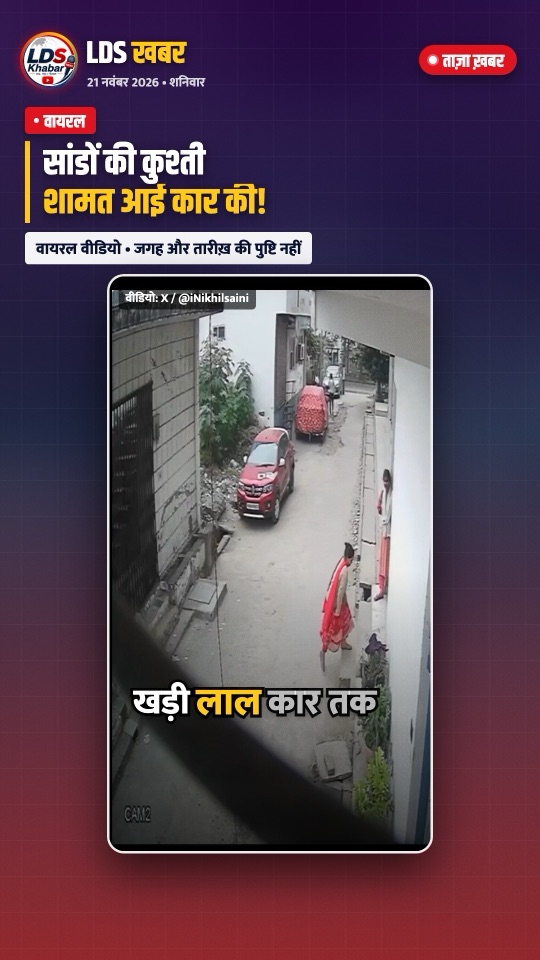 LDS
Khabar
LDS खबर
21 नवंबर 2026 • शनिवार
ताज़ा ख़बर
• वायरल
सांडों की कुश्ती
शामत आई कार की!
वायरल वीडियो • जगह और तारीख़ की पुष्टि नहीं
वीडियो: X / @iNikhilsaini
खड़ी लाल कार तक
CAM2